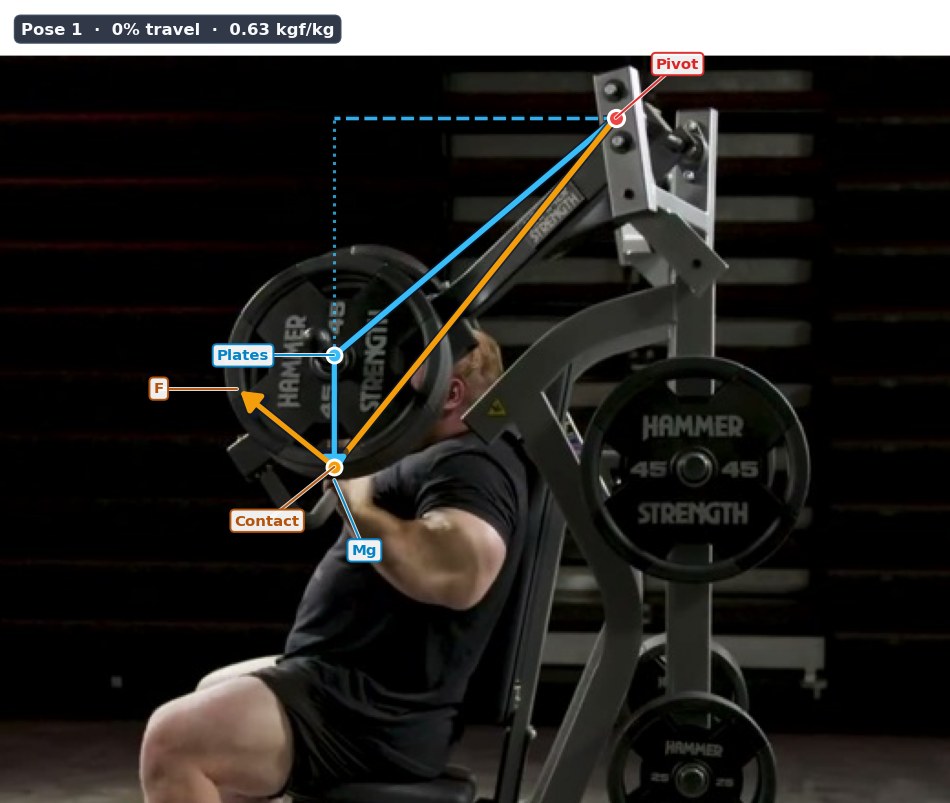 Pose 1 · 0% travel · 0.63 kgf/kg
Pivot
STRENGTH
Plates
HAMMER
45
STRENGTH
45
F
Contact
Mg
HAMMER
45 45
STRENGTH
HAMMER
25 25